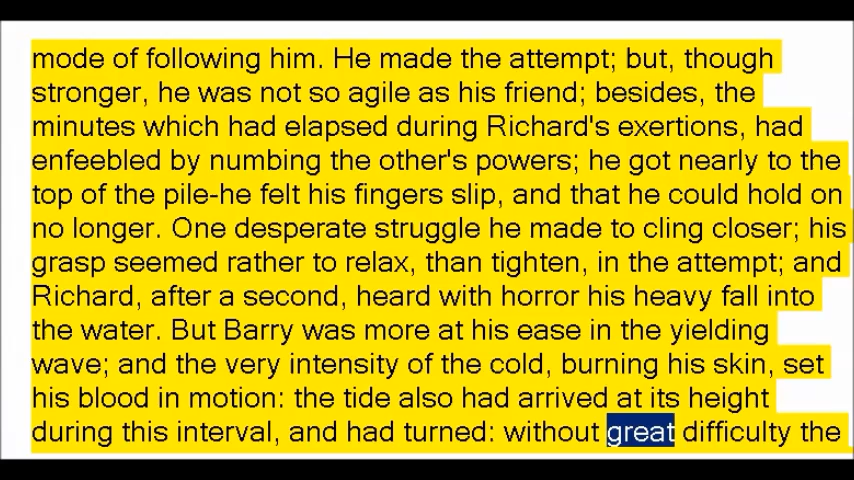 mode of following him. He made the attempt; but, though
stronger, he was not so agile as his friend; besides, the
minutes which had elapsed during Richard's exertions, had
enfeebled by numbing the other's powers; he got nearly to the
top of the pile-he felt his fingers slip, and that he could hold on
no longer. One desperate struggle he made to cling closer; his
grasp seemed rather to relax, than tighten, in the attempt; and
Richard, after a second, heard with horror his heavy fall into
the water. But Barry was more at his ease in the yielding
wave; and the very intensity of the cold, burning his skin, set
his blood in motion: the tide also had arrived at its height
during this interval, and had turned: without great difficulty the